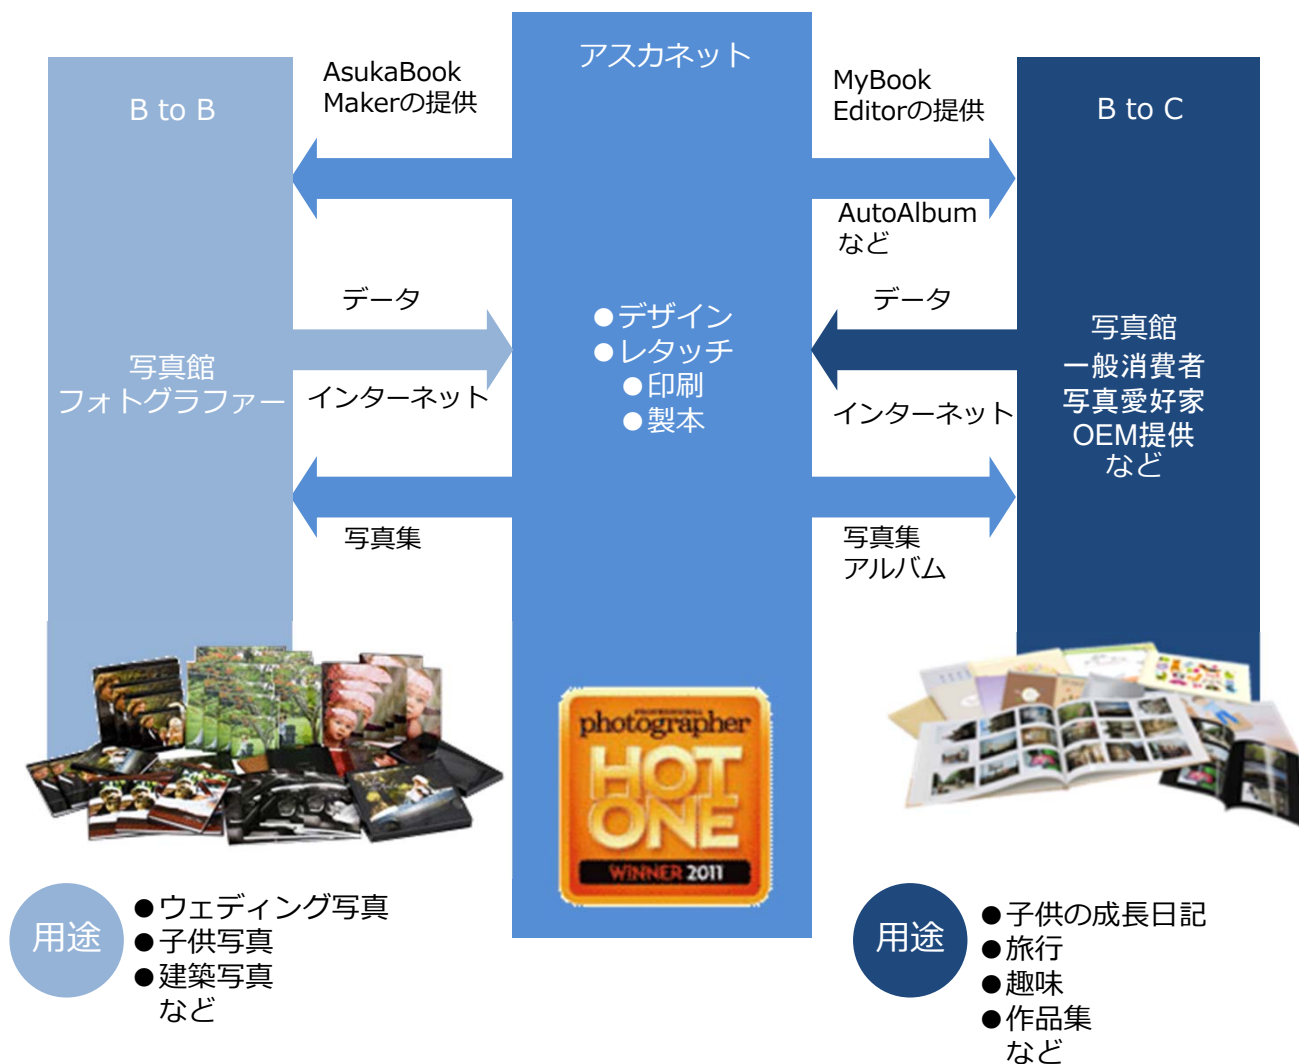 アスカネット
B to B
AsukaBook
Makerの提供
MyBook
Editorの提供
B to C
AutoAlbum
など
データ
インターネット
写真館
フォトグラファー
●デザイン
●レタッチ
●印刷
●製本
データ
インターネット
写真館
一般消費者
写真愛好家
OEM提供
など
写真集
写真集
アルバム
PROFESSIONAL
photographer
HOT
ONE
WINNER 2011
用途
●ウェディング写真
●子供写真
●建築写真
など
用途
●子供の成長日記
●旅行
●趣味
●作品集
など